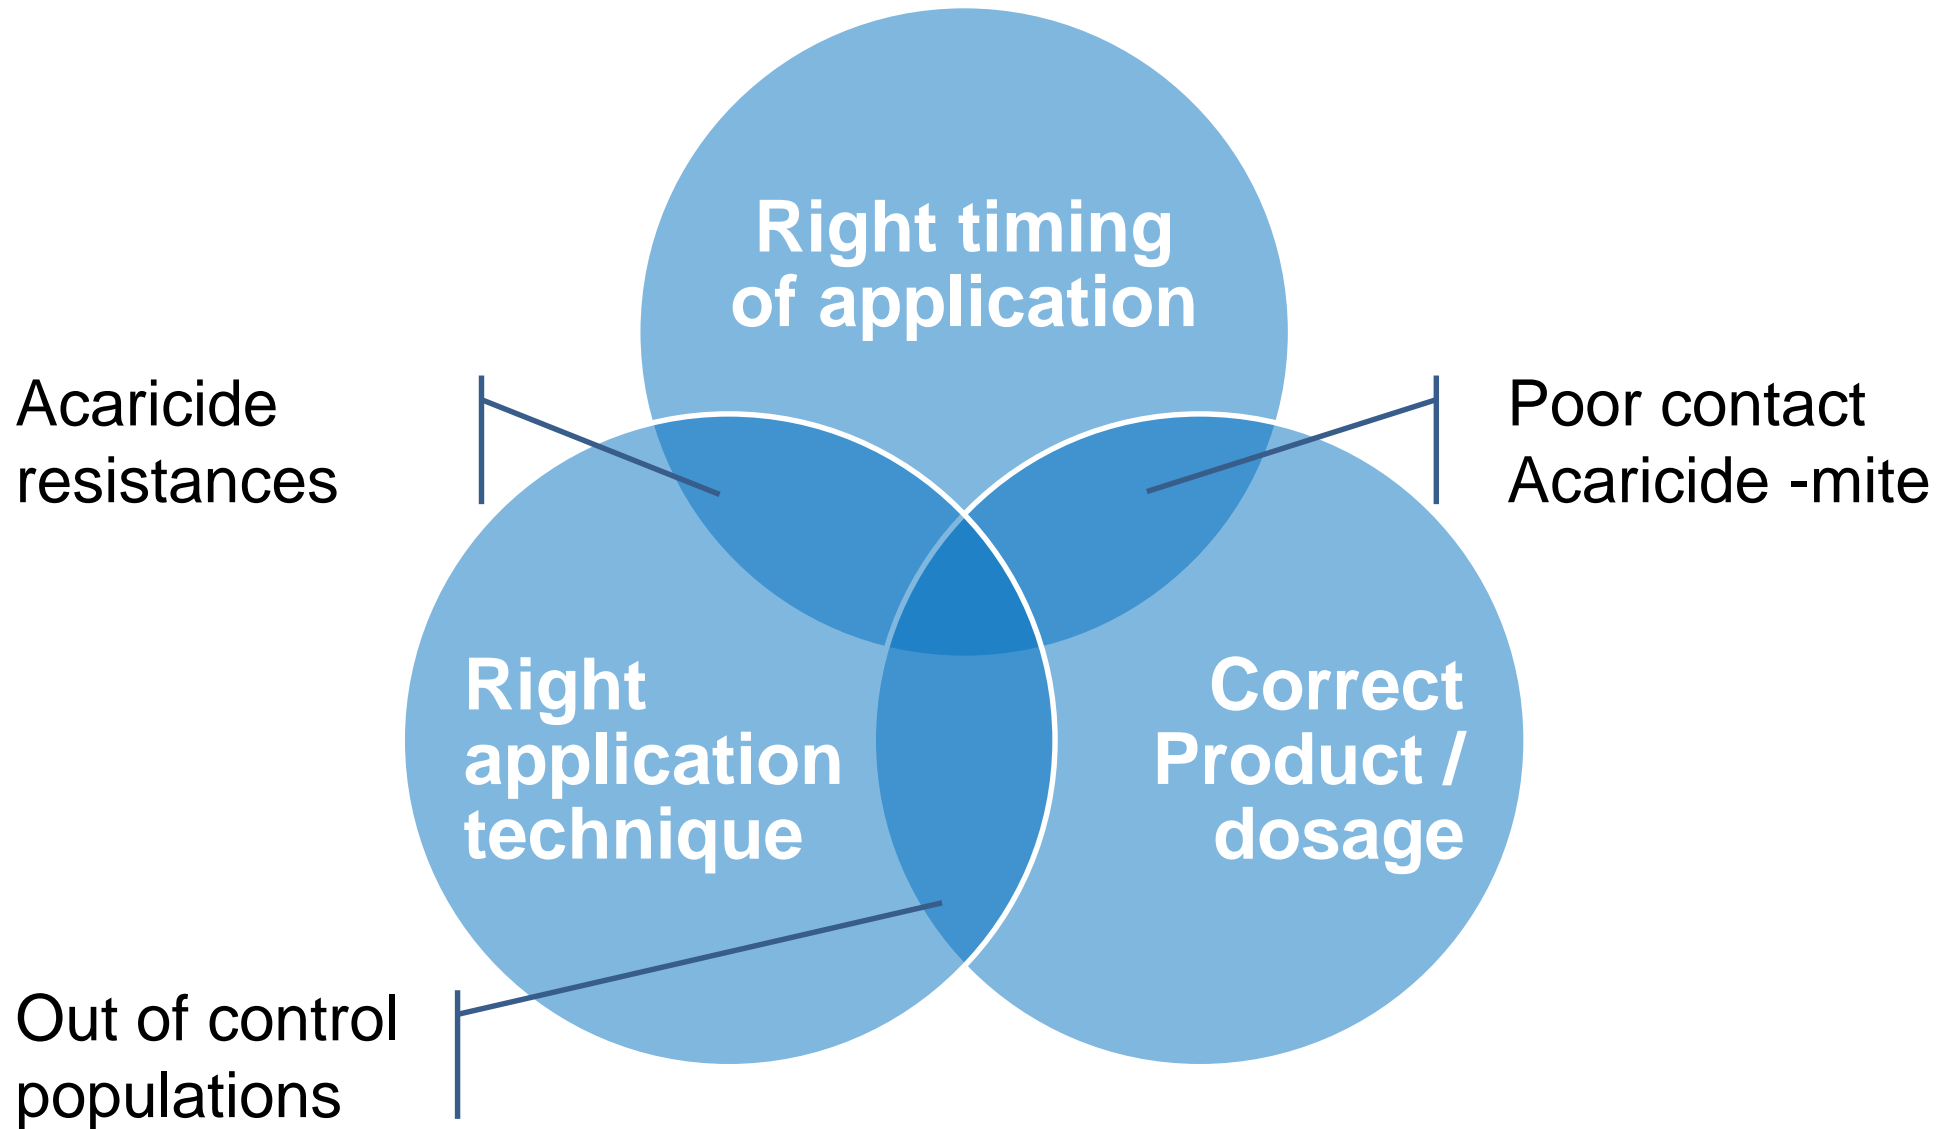 Right timing
of application
Acaricide
resistances
Poor contact
Acaricide -mite
Right
application
technique
Correct
Product /
dosage
Out of control
populations